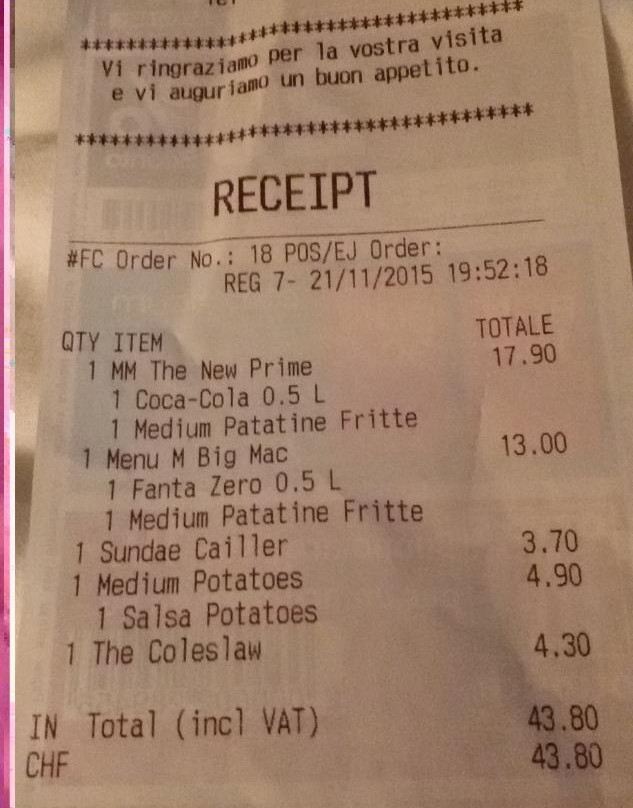 ****************************************
Vi ringraziamo per la vostra visita
e vi auguriamo un buon appetito.
****************************************
RECEIPT
#FC Order No.: 18 POS/EJ Order:
REG 7- 21/11/2015 19:52:18
QTY ITEM TOTALE
1 MM The New Prime 17.90
1 Coca-Cola 0.5 L
1 Medium Patatine Fritte
1 Menu M Big Mac 13.00
1 Fanta Zero 0.5 L
1 Medium Patatine Fritte
1 Sundae Cailler 3.70
1 Medium Potatoes 4.90
1 Salsa Potatoes
1 The Coleslaw 4.30
IN Total (incl VAT) 43.80
CHF 43.80